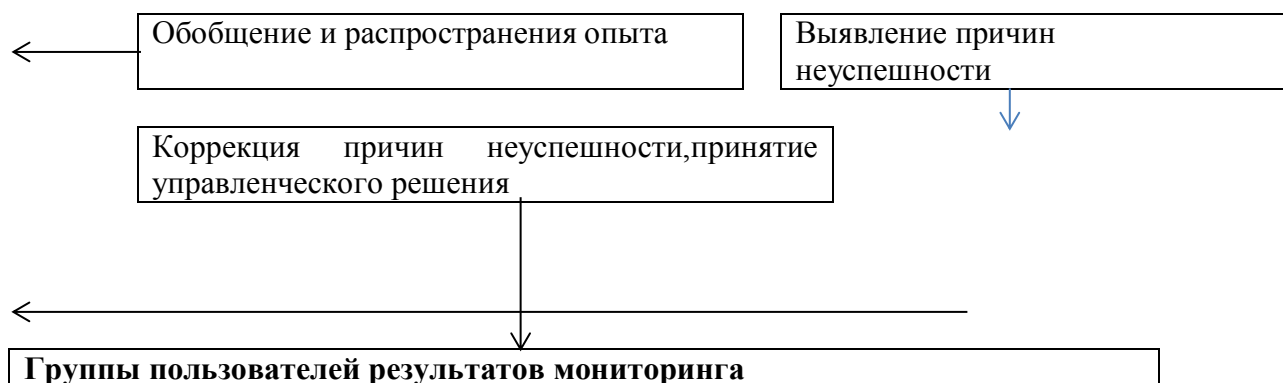 Обобщение и распространения опыта
Выявление причин
неуспешности
Коррекция причин неуспешности,принятие
управленческого решения
Группы пользователей результатов мониторинга